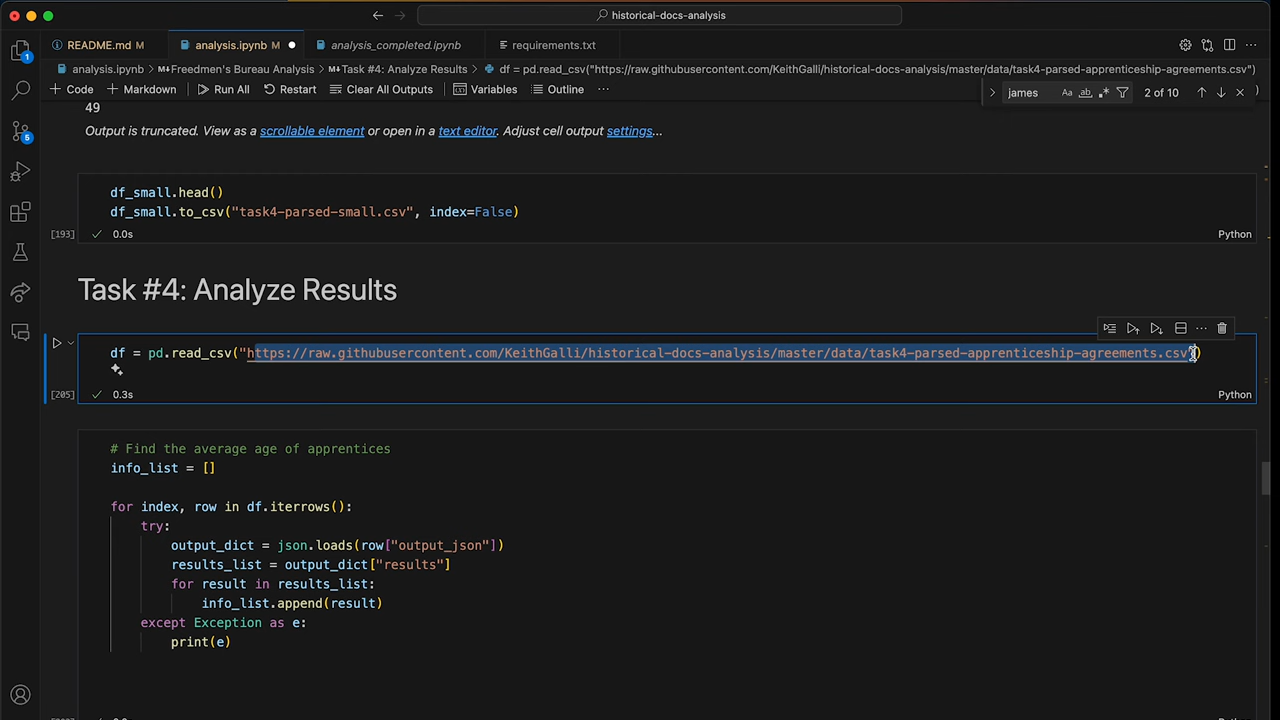 historical-docs-analysis
README.md M
analysis.ipynb M
analysis_completed.ipynb
requirements.txt
analysis.ipynb > M↓ Freedmen's Bureau Analysis > M↓ Task #4: Analyze Results > df = pd.read_csv("https://raw.githubusercontent.com/KeithGalli/historical-docs-analysis/master/data/task4-parsed-apprenticeship-agreements.csv")
+ Code + Markdown Run All Restart Clear All Outputs Variables Outline ...
james Aa ab .* 2 of 10
1
5
49
Output is truncated. View as a scrollable element or open in a text editor. Adjust cell output settings...
df_small.head()
df_small.to_csv("task4-parsed-small.csv", index=False)
[193] 0.0s Python
Task #4: Analyze Results
df = pd.read_csv("https://raw.githubusercontent.com/KeithGalli/historical-docs-analysis/master/data/task4-parsed-apprenticeship-agreements.csv")
[205] 0.3s Python
# Find the average age of apprentices
info_list = []
for index, row in df.iterrows():
try:
output_dict = json.loads(row["output_json"])
results_list = output_dict["results"]
for result in results_list:
info_list.append(result)
except Exception as e:
print(e)